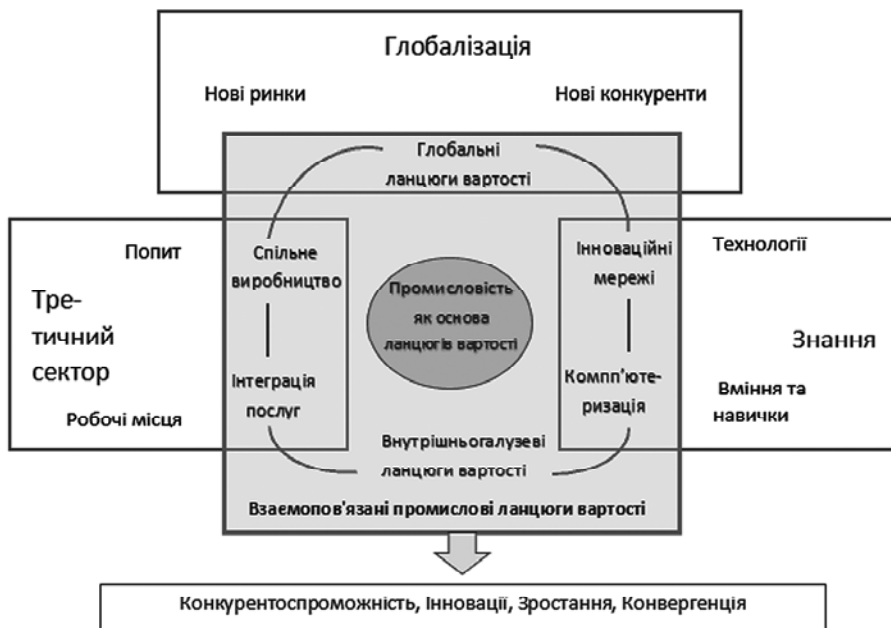 Глобалізація
Нові ринки
Нові конкуренти
Глобальні
ланцюги вартості
Попит
Тре-
тичний
сектор
Робочі місця
Спільне
виробництво
Інтеграція
послуг
Промисловість
як основа
ланцюгів вартості
Інноваційні
мережі
Компп'юте-
ризація
Технології
Знання
Вміння та
навички
Внутрішньогалузеві
ланцюги вартості
Взаємопов'язані промислові ланцюги вартості
Конкурентоспроможність, Інновації, Зростання, Конвергенція